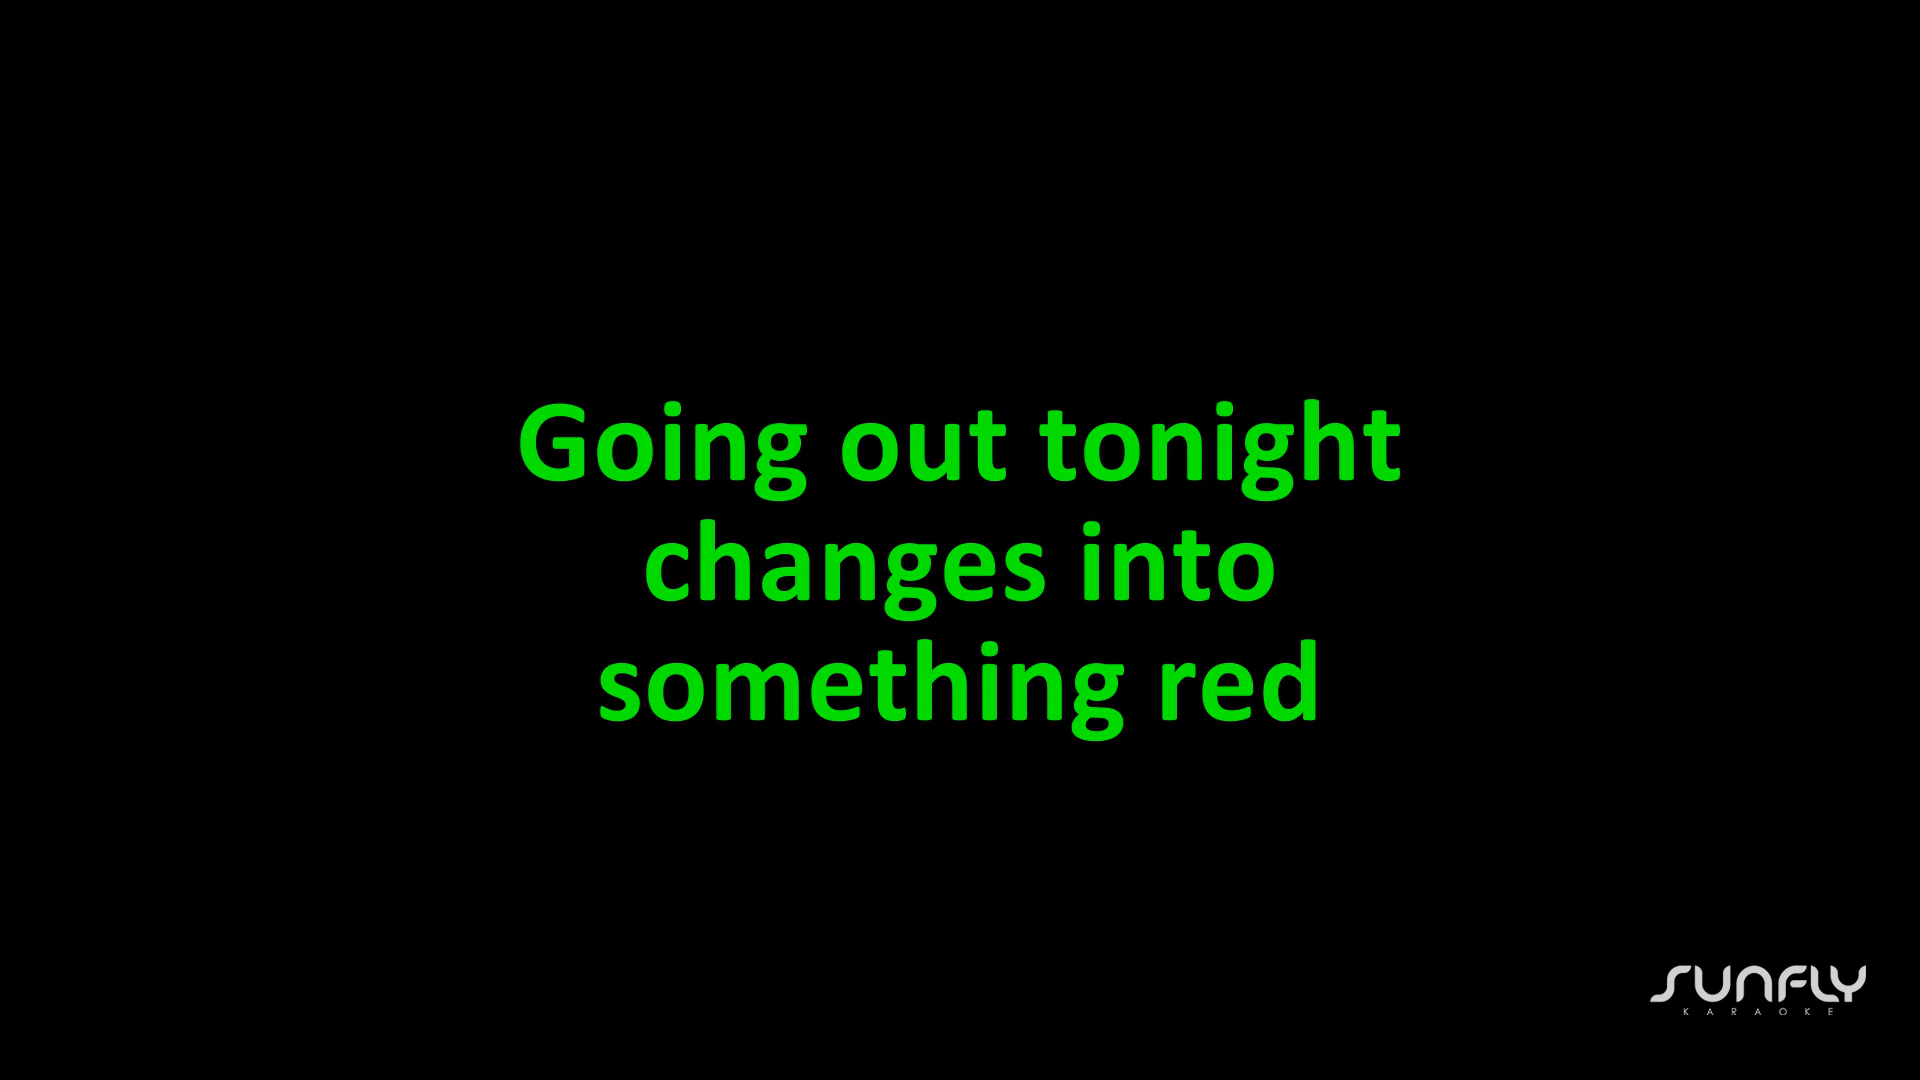 Going out tonight
changes into
something red
SUNFLY
KARAOKE